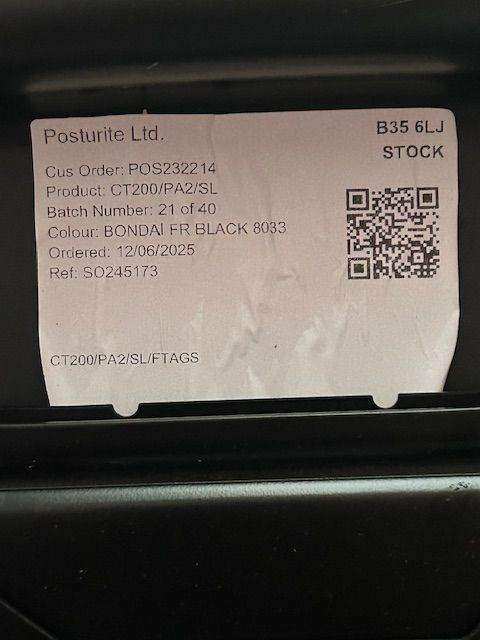 Posturite Ltd.
B35 6LJ
STOCK
Cus Order: POS232214
Product: CT200/PA2/SL
Batch Number: 21 of 40
Colour: BONDAI FR BLACK 8033
Ordered: 12/06/2025
Ref: SO245173
CT200/PA2/SL/FTAGS